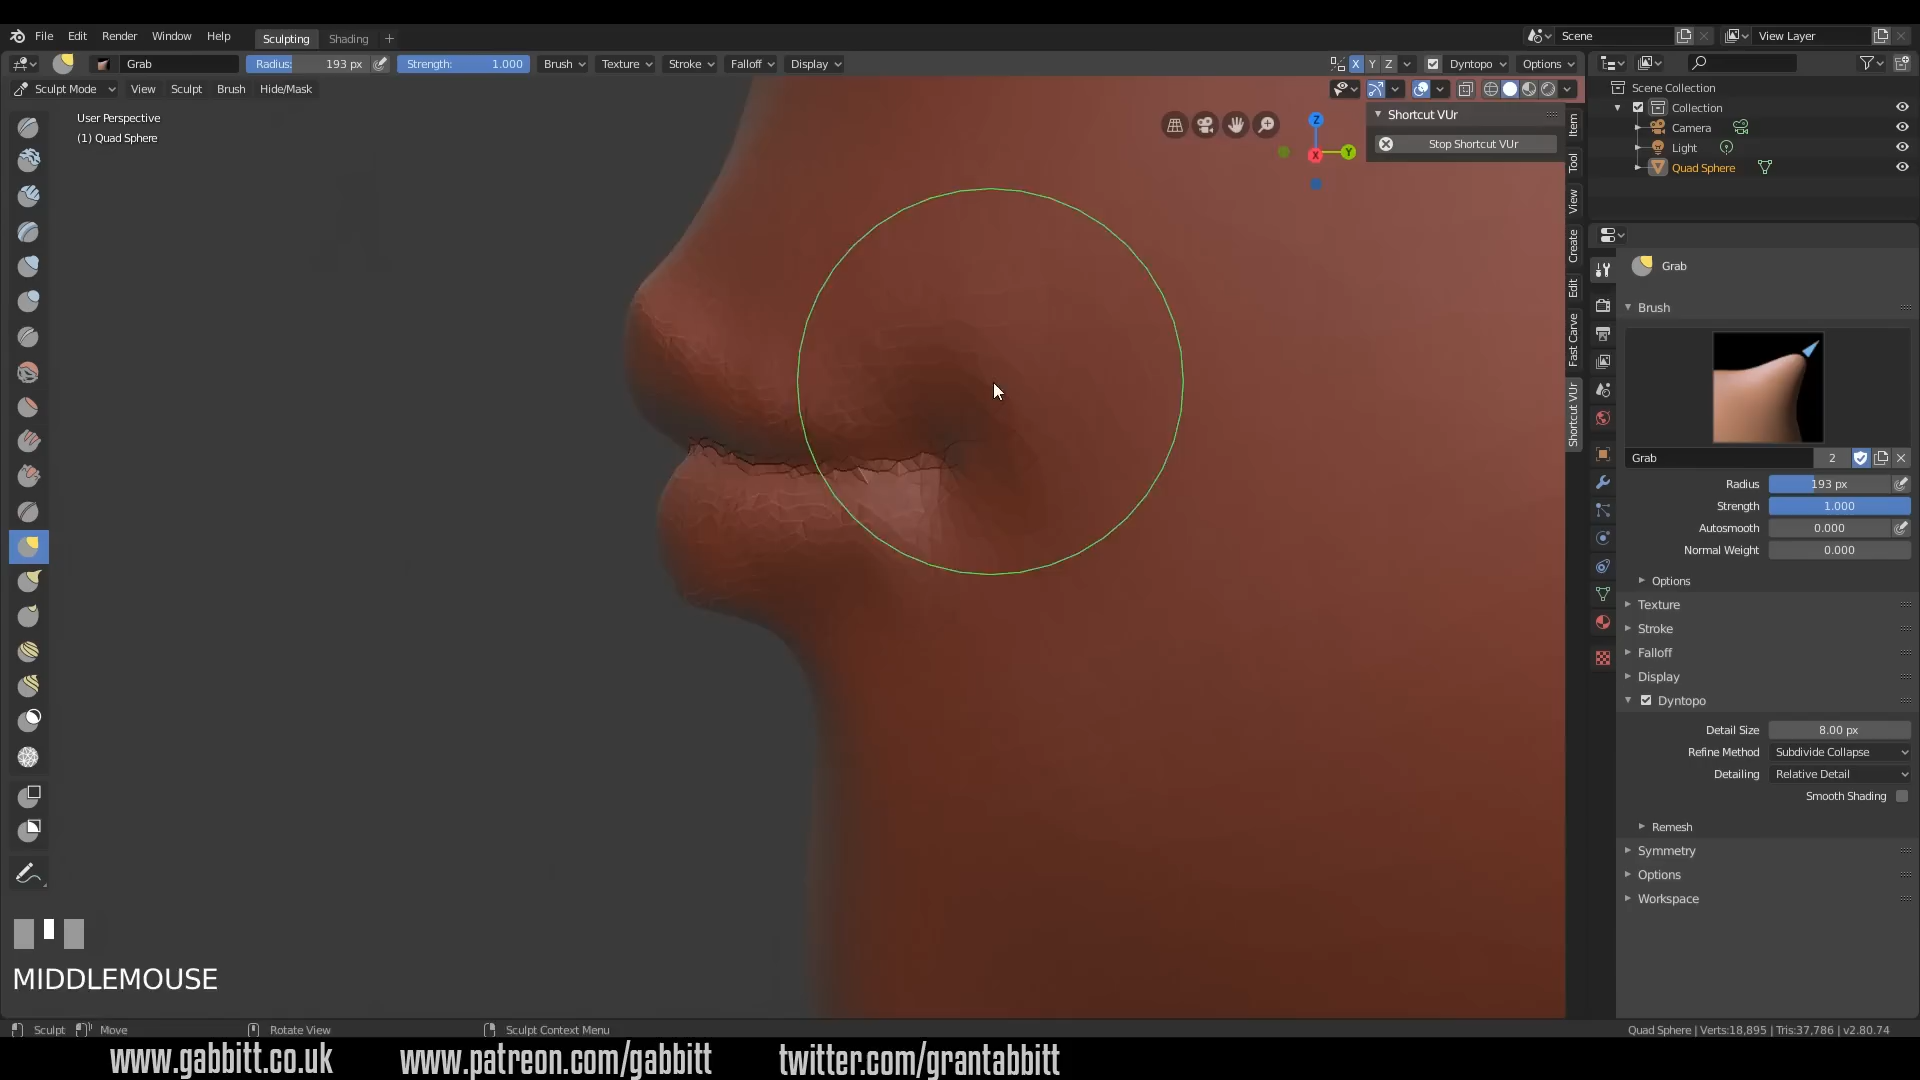 File Edit Render Window Help Sculpting Shading + Scene View Layer
Grab Radius: 193 px Strength: 1.000 Brush Texture Stroke Falloff Display X Y Z Dyntopo Options
Sculpt Mode View Sculpt Brush Hide/Mask
User Perspective
(1) Quad Sphere
Z
X
Y
Shortcut VUr
Stop Shortcut VUr
Item
Tool
View
Create
Edit
Fast Carve
Shortcut VUr
Scene Collection
Collection
Camera
Light
Quad Sphere
Grab
Brush
Grab 2
Radius 193 px
Strength 1.000
Autosmooth 0.000
Normal Weight 0.000
Options
Texture
Stroke
Falloff
Display
Dyntopo
Detail Size 8.00 px
Refine Method Subdivide Collapse
Detailing Relative Detail
Smooth Shading
Remesh
Symmetry
Options
Workspace
MIDDLEMOUSE
Sculpt Move Rotate View Sculpt Context Menu Quad Sphere | Verts:18,895 | Tris:37,786 | v2.80.74
www.gabbitt.co.uk www.patreon.com/gabbitt twitter.com/grantabbitt